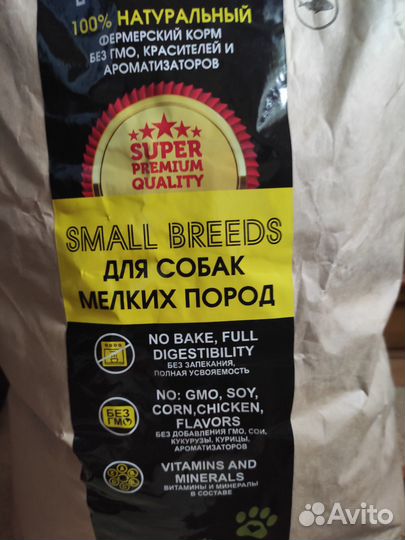 100% НАТУРАЛЬНЫЙ
ФЕРМЕРСКИЙ КОРМ
БЕЗ ГМО, КРАСИТЕЛЕЙ И
АРОМАТИЗАТОРОВ
SUPER
PREMIUM
QUALITY
SMALL BREEDS
ДЛЯ СОБАК
МЕЛКИХ ПОРОД
NO BAKE, FULL
DIGESTIBILITY
БЕЗ ЗАПЕКАНИЯ,
ПОЛНАЯ УСВОЯЕМОСТЬ
БЕЗ
ГМО
NO: GMO, SOY,
CORN,CHICKEN,
FLAVORS
БЕЗ ДОБАВЛЕНИЯ ГМО, СОИ,
КУКУРУЗЫ, КУРИЦЫ,
АРОМАТИЗАТОРОВ
VITAMINS AND
MINERALS
ВИТАМИНЫ И МИНЕРАЛЫ
В СОСТАВЕ
Avito